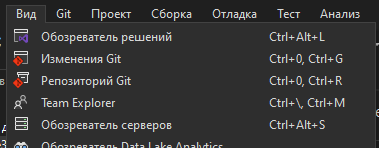 Вид Git Проект Сборка Отладка Тест Анализ
Обозреватель решений Ctrl+Alt+L
Изменения Git Ctrl+0, Ctrl+G
Репозиторий Git Ctrl+0, Ctrl+R
Team Explorer Ctrl+\, Ctrl+M
Обозреватель серверов Ctrl+Alt+S
Обозреватель Data Lake Analytics